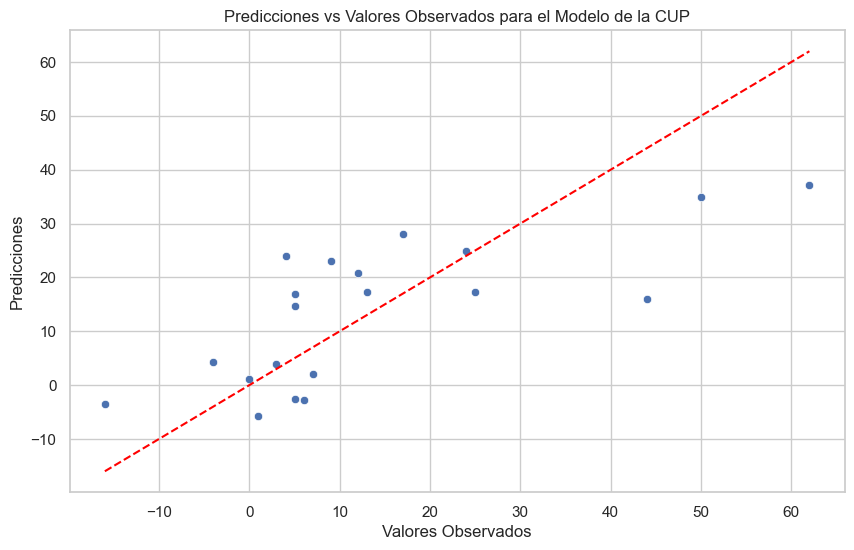 Predicciones vs Valores Observados para el Modelo de la CUP
60
50
40
30
20
10
0
−10
Predicciones
−10 0 10 20 30 40 50 60
Valores Observados